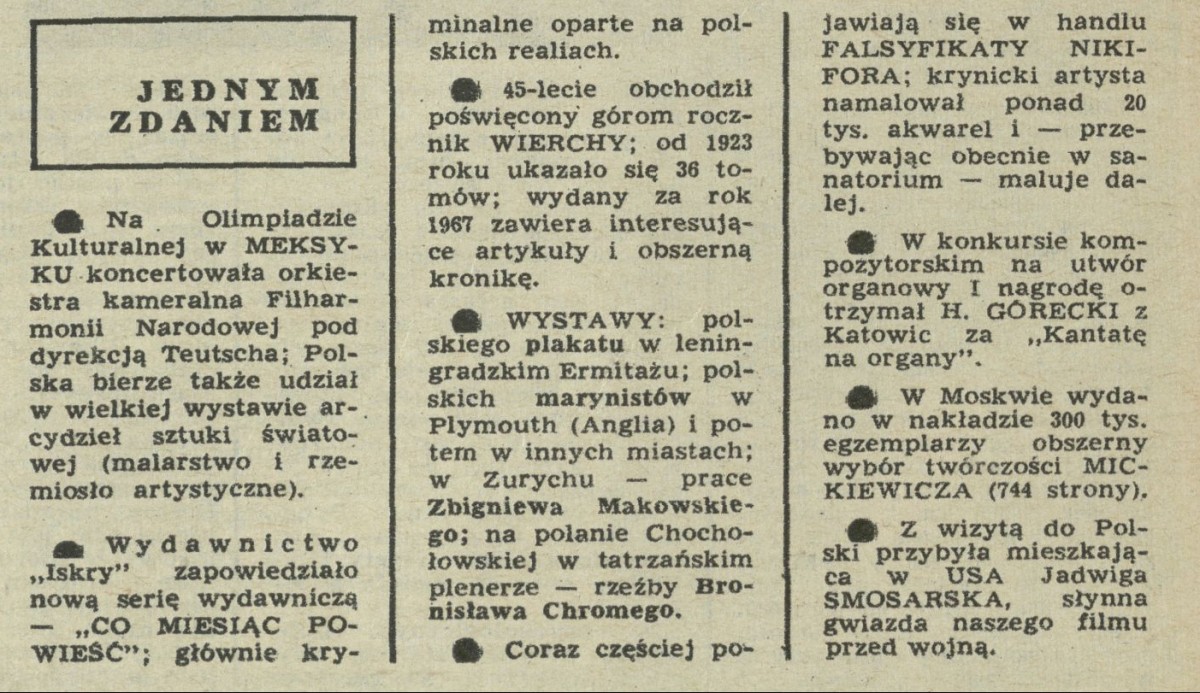 JEDNYM
ZDANIEM
● Na Olimpiadzie
Kulturalnej w MEKSY-
KU koncertowała orkie-
stra kameralna Filhar-
monii Narodowej pod
dyrekcją Teutscha; Pol-
ska bierze także udział
w wielkiej wystawie ar-
cydzieł sztuki świato-
wej (malarstwo i rze-
miosło artystyczne).
● Wydawnictwo
„Iskry” zapowiedziało
nową serię wydawniczą
— „CO MIESIĄC PO-
WIEŚĆ”; głównie kry-
minalne oparte na pol-
skich realiach.
● 45-lecie obchodził
poświęcony górom rocz-
nik WIERCHY; od 1923
roku ukazało się 36 to-
mów; wydany za rok
1967 zawiera interesują-
ce artykuły i obszerną
kronikę.
● WYSTAWY: pol-
skiego plakatu w lenin-
gradzkim Ermitażu; pol-
skich marynistów w
Plymouth (Anglia) i po-
tem w innych miastach;
w Zurychu — prace
Zbigniewa Makowskie-
go; na polanie Chocho-
łowskiej w tatrzańskim
plenerze — rzeźby Bro-
nisława Chromego.
● Coraz częściej po-
jawiają się w handlu
FALSYFIKATY NIKI-
FORA; krynicki artysta
namalował ponad 20
tys. akwarel i — prze-
bywając obecnie w sa-
natorium — maluje da-
lej.
● W konkursie kom-
pozytorskim na utwór
organowy I nagrodę o-
trzymał H. GÓRECKI z
Katowic za „Kantatę
na organy”.
● W Moskwie wyda-
no w nakładzie 300 tys.
egzemplarzy obszerny
wybór twórczości MIC-
KIEWICZA (744 strony).
● Z wizytą do Pol-
ski przybyła mieszkają-
ca w USA Jadwiga
SMOSARSKA, słynna
gwiazda naszego filmu
przed wojną.